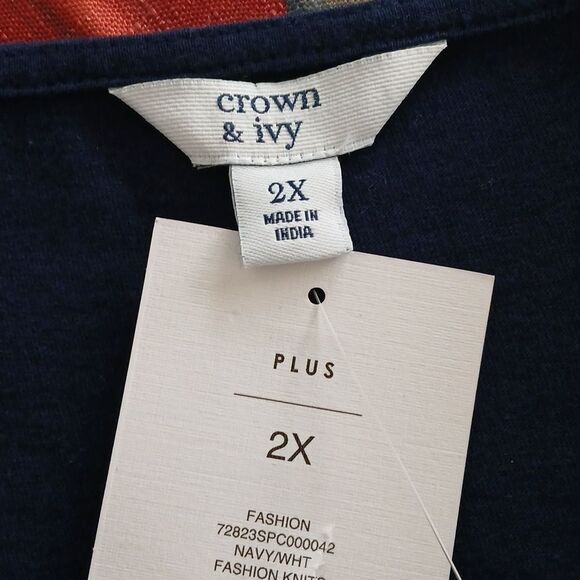 crown
& ivy
2X
MADE IN
INDIA
PLUS
2X
FASHION
72823SPC000042
NAVY/WHT
FASHION KNITS